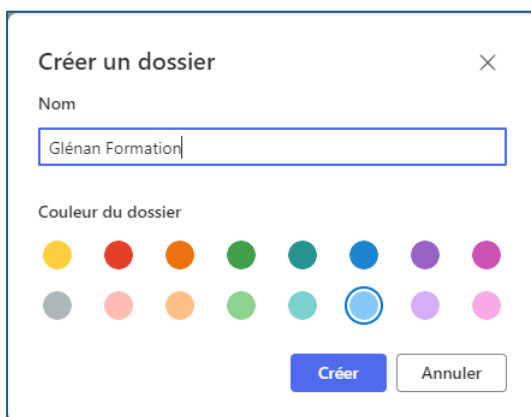 Créer un dossier
Nom
Glénan Formation
Couleur du dossier
Créer
Annuler